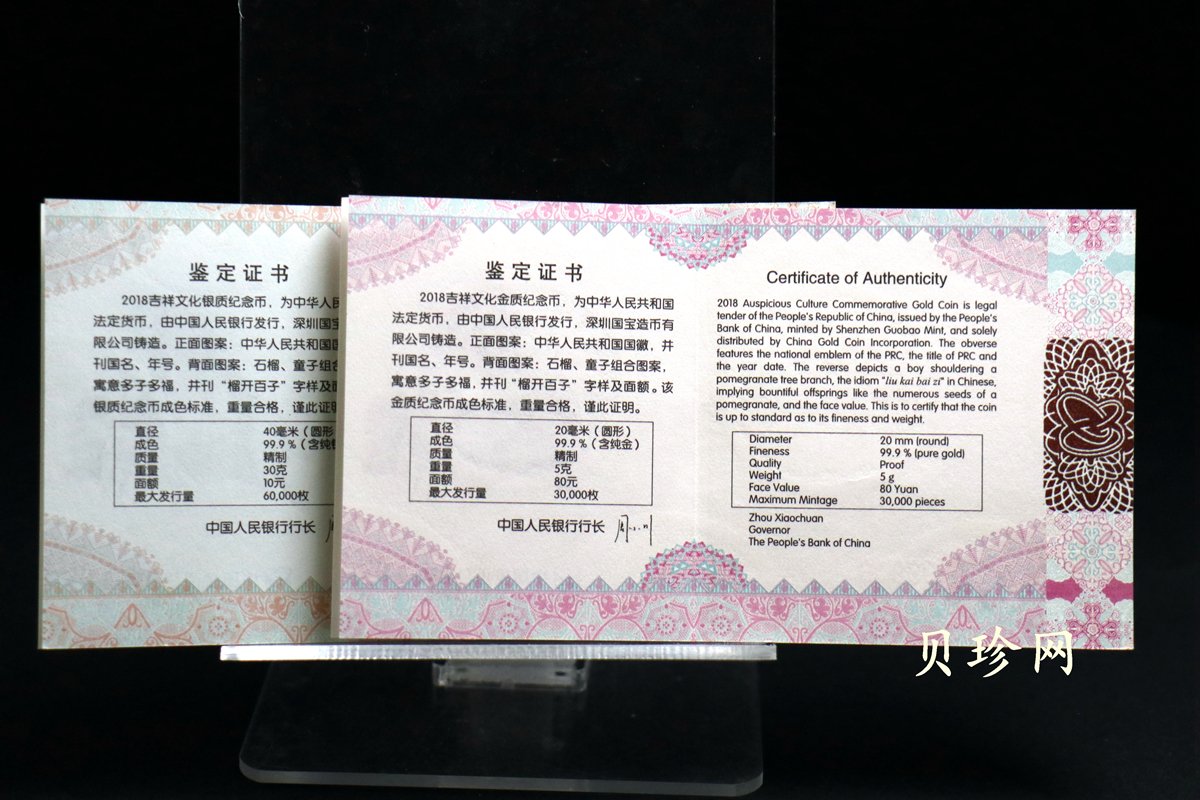 鉴定证书
2018吉祥文化银质纪念币，为中华人民
法定货币，由中国人民银行发行，深圳国宝
限公司铸造。正面图案：中华人民共和国国
刊国名、年号。背面图案：石榴、童子组合
寓意多子多福，并刊“榴开百子”字样及面
银质纪念币成色标准，重量合格，谨此证明
直径 40毫米（圆形
成色 99.9 %（含纯
质量 精制
重量 30克
面额 10元
最大发行量 60,000枚
中国人民银行行长
鉴定证书
2018吉祥文化金质纪念币，为中华人民共和国
法定货币，由中国人民银行发行，深圳国宝造币有
限公司铸造。正面图案：中华人民共和国国徽，并
刊国名、年号。背面图案：石榴、童子组合图案，
寓意多子多福，并刊“榴开百子”字样及面额。该
金质纪念币成色标准，重量合格，谨此证明。
直径 20毫米（圆形）
成色 99.9 %（含纯金）
质量 精制
重量 5克
面额 80元
最大发行量 30,000枚
中国人民银行行长
Certificate of Authenticity
2018 Auspicious Culture Commemorative Gold Coin is legal
tender of the People's Republic of China, issued by the People's
Bank of China, minted by Shenzhen Guobao Mint, and solely
distributed by China Gold Coin Incorporation. The obverse
features the national emblem of the PRC, the title of PRC and
the year date. The reverse depicts a boy shouldering a
pomegranate tree branch, the idiom "liu kai bai zi" in Chinese,
implying bountiful offsprings like the numerous seeds of a
pomegranate, and the face value. This is to certify that the coin
is up to standard as to its fineness and weight.
Diameter 20 mm (round)
Fineness 99.9 % (pure gold)
Quality Proof
Weight 5 g
Face Value 80 Yuan
Maximum Mintage 30,000 pieces
Zhou Xiaochuan
Governor
The People's Bank of China
贝珍网